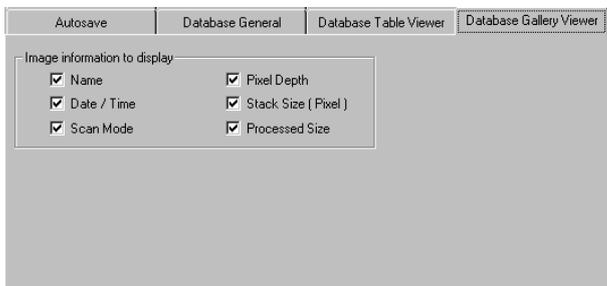 Autosave Database General Database Table Viewer Database Gallery Viewer
Image information to display
Name Pixel Depth
Date / Time Stack Size ( Pixel )
Scan Mode Processed Size